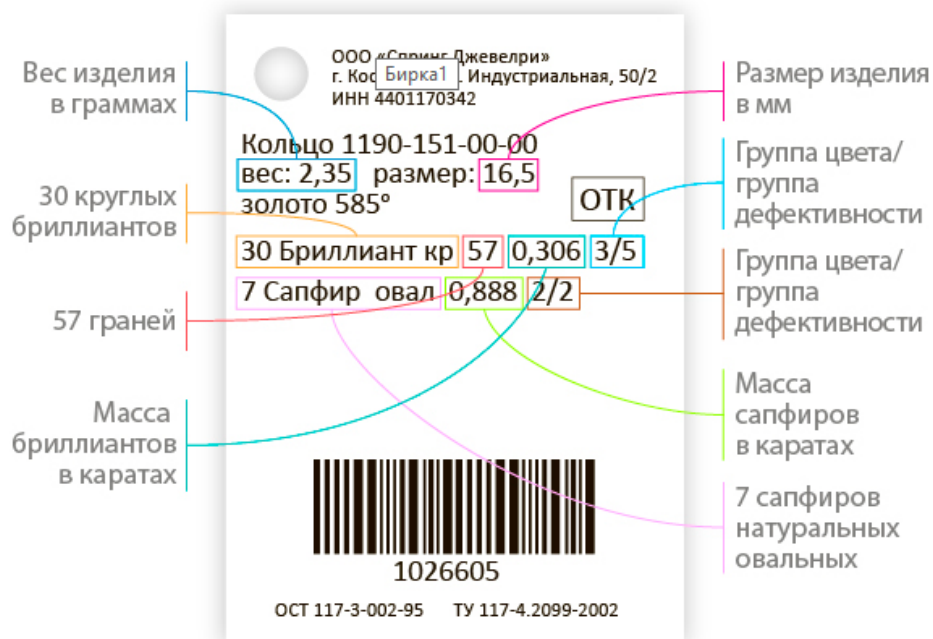 ООО «Спринг Джевелри»
г. Кос Индустриальная, 50/2
Бирка1
ИНН 4401170342
Кольцо 1190-151-00-00
вес: 2,35 размер: 16,5
золото 585°
ОТК
30 Бриллиант кр 57 0,306 3/5
7 Сапфир овал 0,888 2/2
1026605
ОСТ 117-3-002-95 ТУ 117-4.2099-2002
Вес изделия
в граммах
30 круглых
бриллиантов
57 граней
Масса
бриллиантов
в каратах
Размер изделия
в мм
Группа цвета/
группа
дефективности
Группа цвета/
группа
дефективности
Масса
сапфиров
в каратах
7 сапфиров
натуральных
овальных